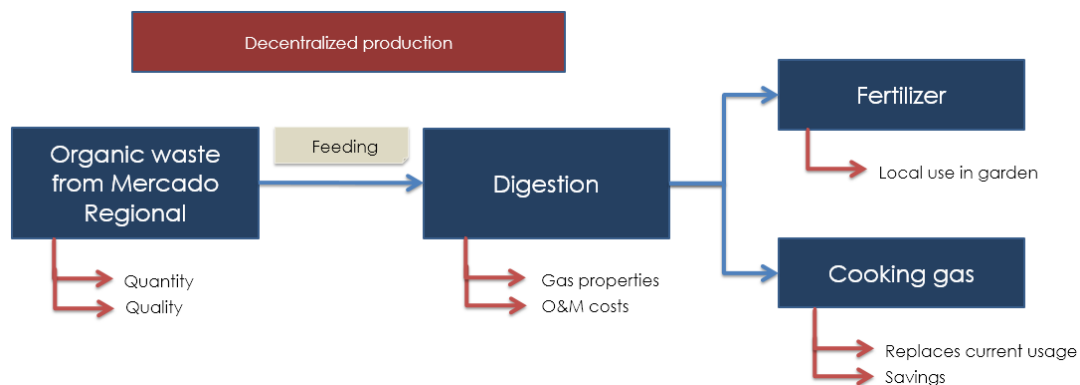 Decentralized production
Organic waste
from Mercado
Regional
Feeding
Digestion
Fertilizer
Local use in garden
Quantity
Quality
Gas properties
O&M costs
Cooking gas
Replaces current usage
Savings